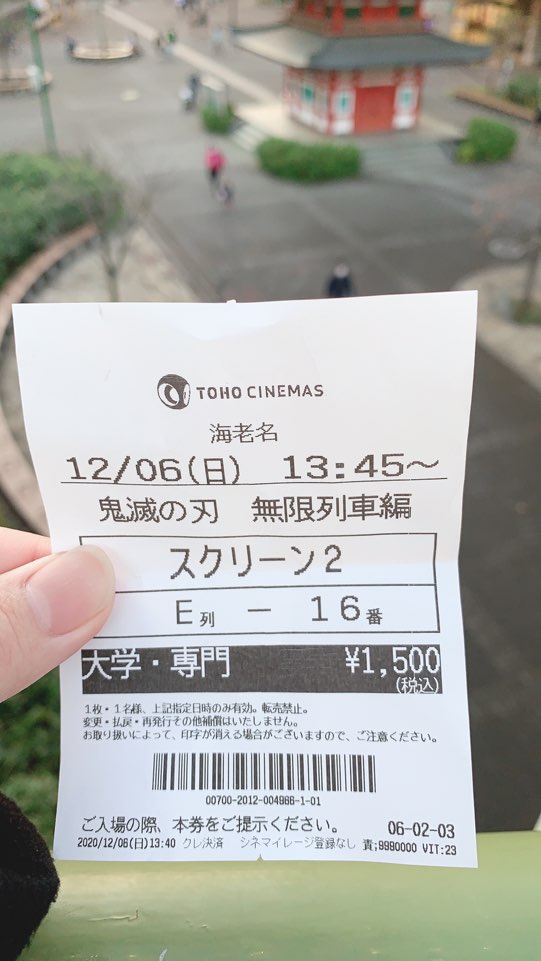 TOHO CINEMAS
海老名
12/06(日) 13:45～
鬼滅の刃 無限列車編
スクリーン2
E列 － 16番
大学・専門 ¥1,500
(税込)
1枚・1名様、上記指定日時のみ有効。転売禁止。
変更・払戻・再発行その他補償はいたしません。
お取り扱いによって、印字が消える場合がございますので、ご注意ください。
00700-2012-004966-1-01
ご入場の際、本券をご提示ください。 06-02-03
2020/12/06(日)13:40 クレ決済 シネマイレージ登録なし 責;9990000 VIT:23